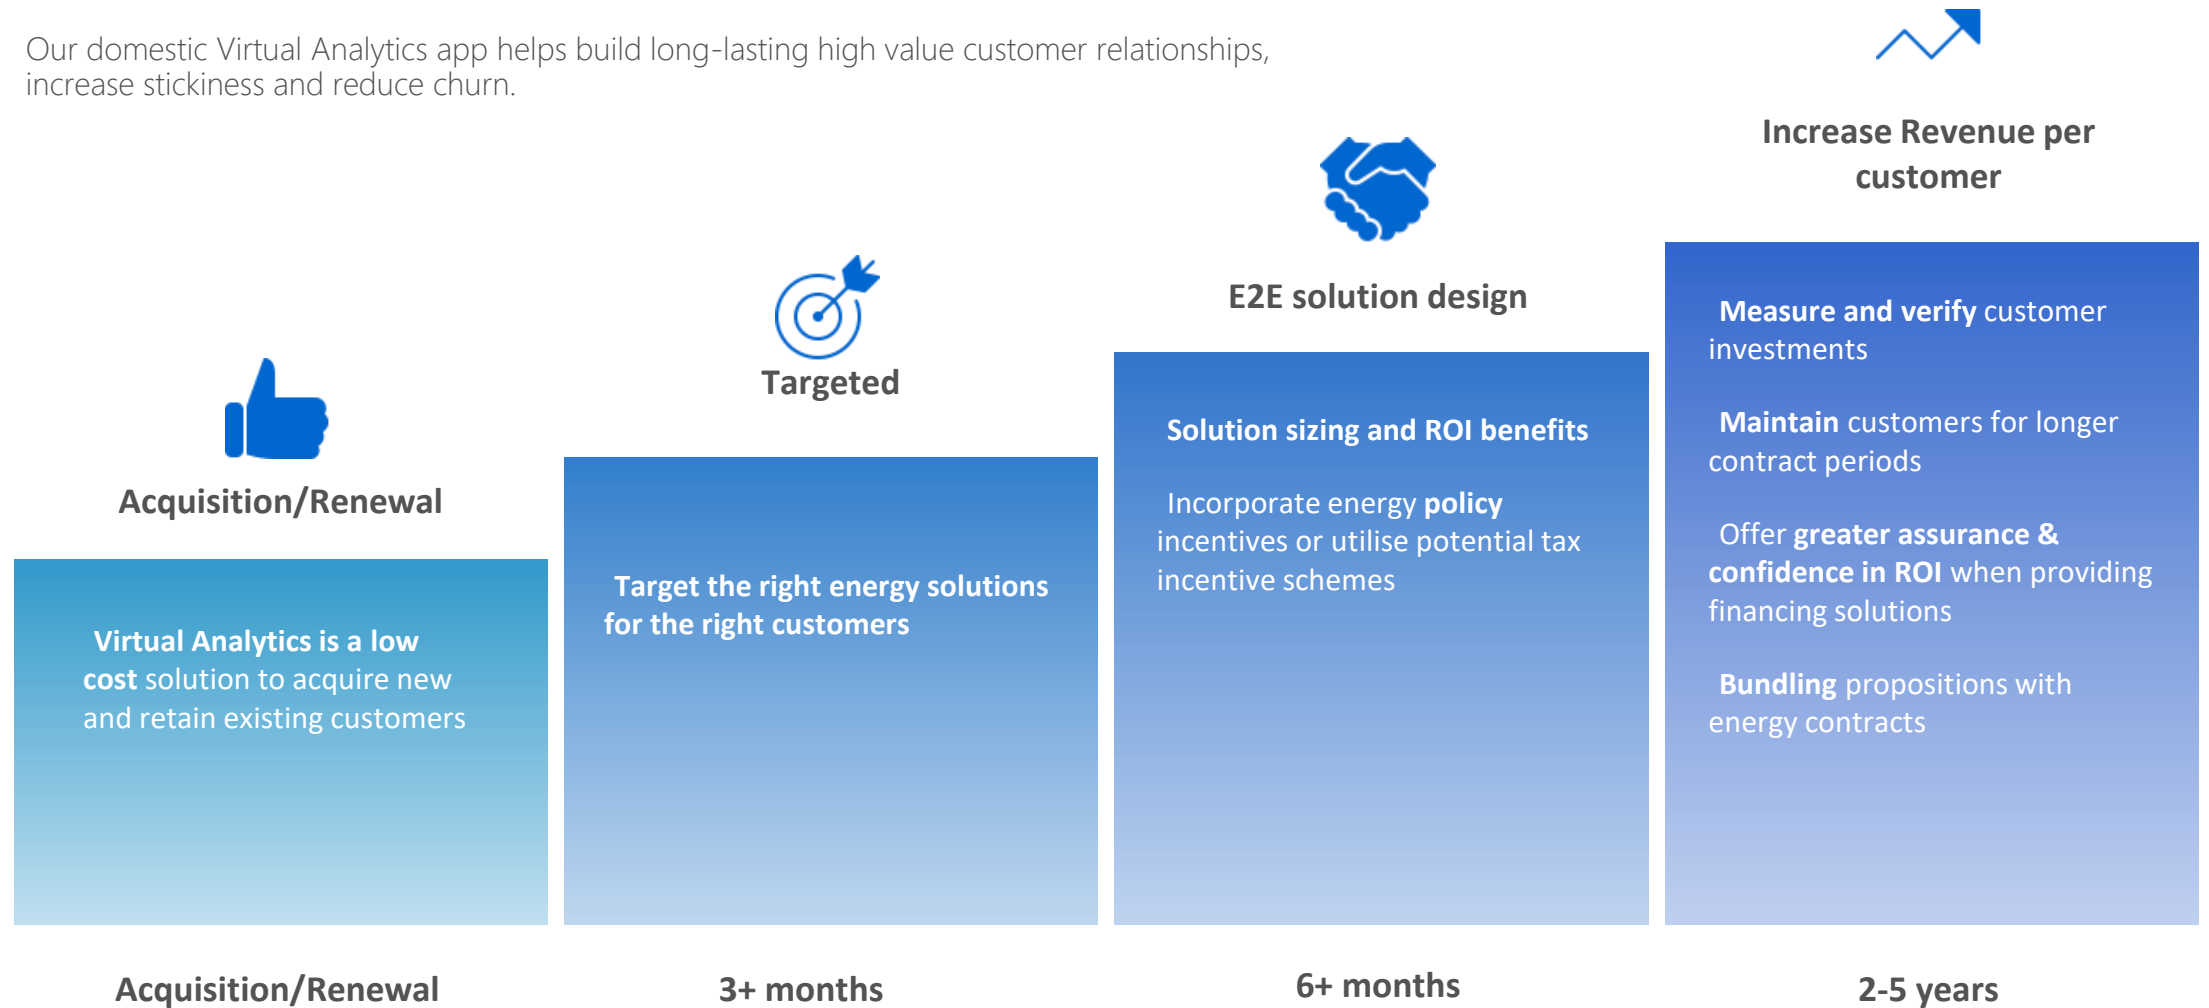 Our domestic Virtual Analytics app helps build long-lasting high value customer relationships,
increase stickiness and reduce churn.
Acquisition/Renewal
Virtual Analytics is a low
cost solution to acquire new
and retain existing customers
Acquisition/Renewal
Targeted
Target the right energy solutions
for the right customers
3+ months
E2E solution design
Solution sizing and ROI benefits
Incorporate energy policy
incentives or utilise potential tax
incentive schemes
6+ months
Increase Revenue per
customer
Measure and verify customer
investments
Maintain customers for longer
contract periods
Offer greater assurance &
confidence in ROI when providing
financing solutions
Bundling propositions with
energy contracts
2-5 years